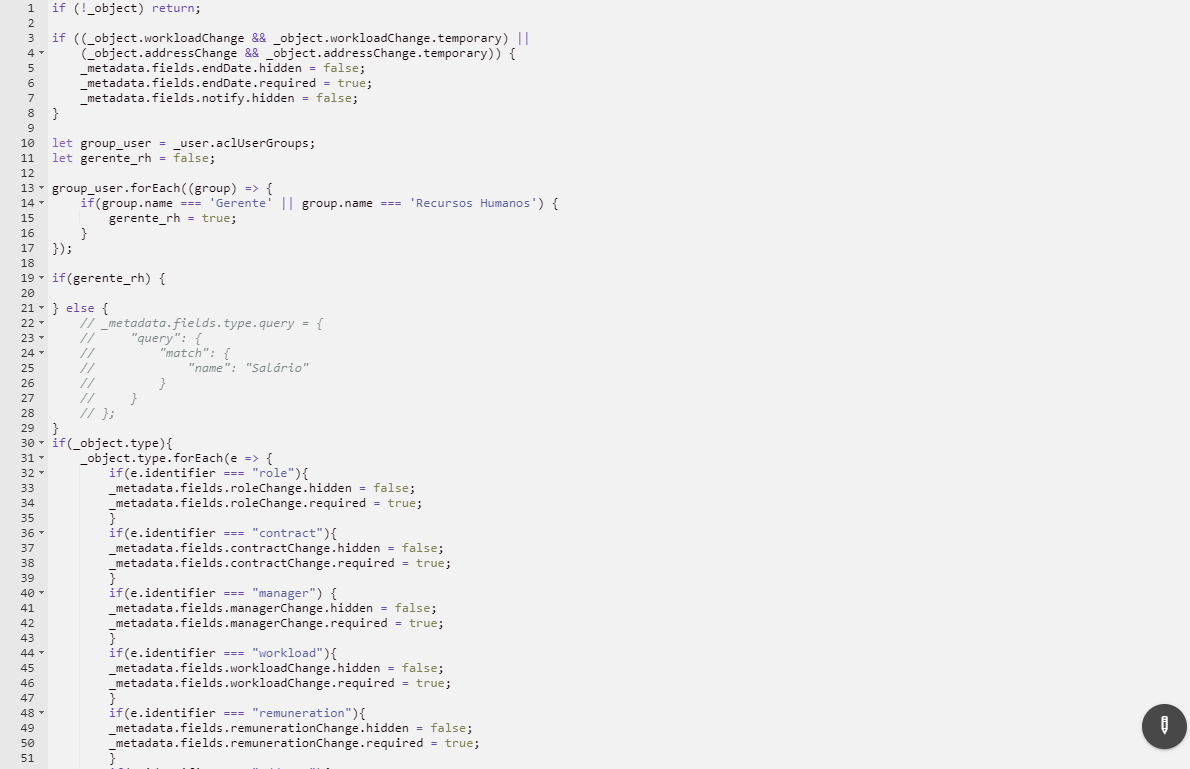 1 if (!_object) return;
2
3 if ((_object.workloadChange && _object.workloadChange.temporary) ||
4     (_object.addressChange && _object.addressChange.temporary)) {
5     _metadata.fields.endDate.hidden = false;
6     _metadata.fields.endDate.required = true;
7     _metadata.fields.notify.hidden = false;
8 }
9
10 let group_user = _user.aclUserGroups;
11 let gerente_rh = false;
12
13 group_user.forEach((group) => {
14     if(group.name === 'Gerente' || group.name === 'Recursos Humanos') {
15         gerente_rh = true;
16     }
17 });
18
19 if(gerente_rh) {
20
21 } else {
22     // _metadata.fields.type.query = {
23     //     "query": {
24     //         "match": {
25     //             "name": "Salário"
26     //         }
27     //     }
28     // };
29 }
30 if(_object.type){
31     _object.type.forEach(e => {
32         if(e.identifier === "role"){
33         _metadata.fields.roleChange.hidden = false;
34         _metadata.fields.roleChange.required = true;
35         }
36         if(e.identifier === "contract"){
37         _metadata.fields.contractChange.hidden = false;
38         _metadata.fields.contractChange.required = true;
39         }
40         if(e.identifier === "manager") {
41         _metadata.fields.managerChange.hidden = false;
42         _metadata.fields.managerChange.required = true;
43         }
44         if(e.identifier === "workload"){
45         _metadata.fields.workloadChange.hidden = false;
46         _metadata.fields.workloadChange.required = true;
47         }
48         if(e.identifier === "remuneration"){
49         _metadata.fields.remunerationChange.hidden = false;
50         _metadata.fields.remunerationChange.required = true;
51         }